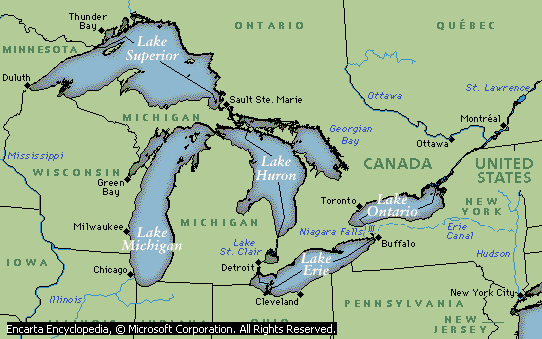 Thunder
Bay
ONTARIO
QUÉBEC
MINNESOTA
Lake
Superior
Duluth
Ottawa
St. Lawrence
Sault Ste. Marie
Montréal
MICHIGAN
Georgian
Bay
Ottawa
Mississippi
Lake
Huron
CANADA
UNITED
STATES
WISCONSIN
Green
Bay
Toronto
Lake
Ontario
NEW
YORK
MICHIGAN
Milwaukee
Lake
Michigan
Niagara Falls
Erie
Canal
Lake
St. Clair
Buffalo
Hudson
IOWA
Chicago
Detroit
Lake
Erie
Illinois
Cleveland
New York City
PENNSYLVANIA
NEW
JERSEY
Encarta Encyclopedia, © Microsoft Corporation. All Rights Reserved.